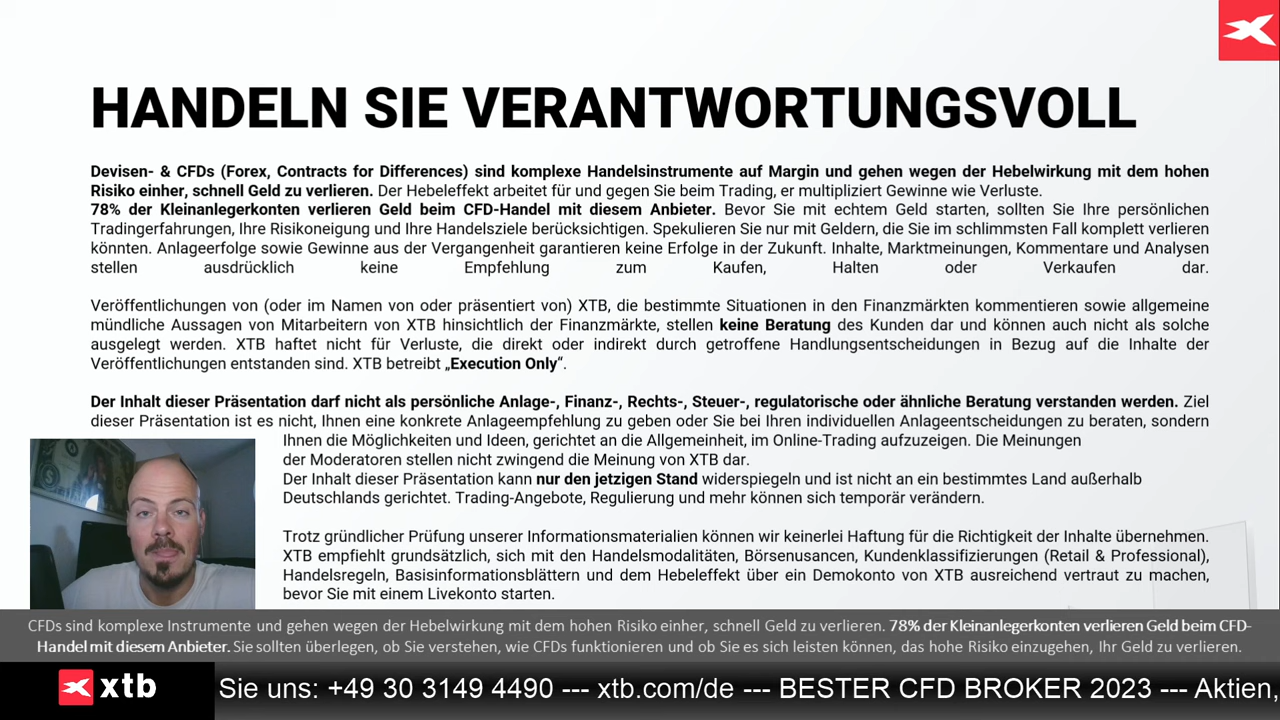 HANDELN SIE VERANTWORTUNGSVOLL
Devisen- & CFDs (Forex, Contracts for Differences) sind komplexe Handelsinstrumente auf Margin und gehen wegen der Hebelwirkung mit dem hohen
Risiko einher, schnell Geld zu verlieren. Der Hebeleffekt arbeitet für und gegen Sie beim Trading, er multipliziert Gewinne wie Verluste.
78% der Kleinanlegerkonten verlieren Geld beim CFD-Handel mit diesem Anbieter. Bevor Sie mit echtem Geld starten, sollten Sie Ihre persönlichen
Tradingerfahrungen, Ihre Risikoneigung und Ihre Handelsziele berücksichtigen. Spekulieren Sie nur mit Geldern, die Sie im schlimmsten Fall komplett verlieren
könnten. Anlageerfolge sowie Gewinne aus der Vergangenheit garantieren keine Erfolge in der Zukunft. Inhalte, Marktmeinungen, Kommentare und Analysen
stellen ausdrücklich keine Empfehlung zum Kaufen, Halten oder Verkaufen dar.
Veröffentlichungen von (oder im Namen von oder präsentiert von) XTB, die bestimmte Situationen in den Finanzmärkten kommentieren sowie allgemeine
mündliche Aussagen von Mitarbeitern von XTB hinsichtlich der Finanzmärkte, stellen keine Beratung des Kunden dar und können auch nicht als solche
ausgelegt werden. XTB haftet nicht für Verluste, die direkt oder indirekt durch getroffene Handlungsentscheidungen in Bezug auf die Inhalte der
Veröffentlichungen entstanden sind. XTB betreibt „Execution Only“.
Der Inhalt dieser Präsentation darf nicht als persönliche Anlage-, Finanz-, Rechts-, Steuer-, regulatorische oder ähnliche Beratung verstanden werden. Ziel
dieser Präsentation ist es nicht, Ihnen eine konkrete Anlageempfehlung zu geben oder Sie bei Ihren individuellen Anlageentscheidungen zu beraten, sondern
Ihnen die Möglichkeiten und Ideen, gerichtet an die Allgemeinheit, im Online-Trading aufzuzeigen. Die Meinungen
der Moderatoren stellen nicht zwingend die Meinung von XTB dar.
Der Inhalt dieser Präsentation kann nur den jetzigen Stand widerspiegeln und ist nicht an ein bestimmtes Land außerhalb
Deutschlands gerichtet. Trading-Angebote, Regulierung und mehr können sich temporär verändern.
Trotz gründlicher Prüfung unserer Informationsmaterialien können wir keinerlei Haftung für die Richtigkeit der Inhalte übernehmen.
XTB empfiehlt grundsätzlich, sich mit den Handelsmodalitäten, Börsenusancen, Kundenklassifizierungen (Retail & Professional),
Handelsregeln, Basisinformationsblättern und dem Hebeleffekt über ein Demokonto von XTB ausreichend vertraut zu machen,
bevor Sie mit einem Livekonto starten.
CFDs sind komplexe Instrumente und gehen wegen der Hebelwirkung mit dem hohen Risiko einher, schnell Geld zu verlieren. 78% der Kleinanlegerkonten verlieren Geld beim CFD-
Handel mit diesem Anbieter. Sie sollten überlegen, ob Sie verstehen, wie CFDs funktionieren und ob Sie es sich leisten können, das hohe Risiko einzugehen, Ihr Geld zu verlieren.
xtb Sie uns: +49 30 3149 4490 --- xtb.com/de --- BESTER CFD BROKER 2023 --- Aktien,